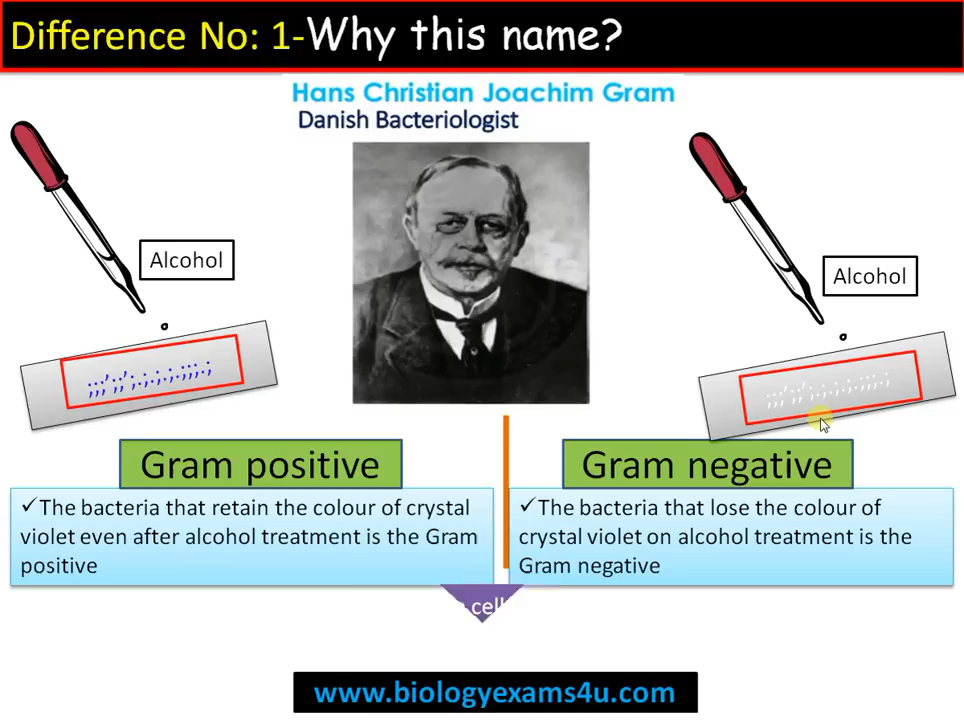 Difference No: 1-Why this name?
Hans Christian Joachim Gram
Danish Bacteriologist
Alcohol
Alcohol
Gram positive
✓The bacteria that retain the colour of crystal
violet even after alcohol treatment is the Gram
positive
Gram negative
✓The bacteria that lose the colour of
crystal violet on alcohol treatment is the
Gram negative
cell
www.biologyexams4u.com